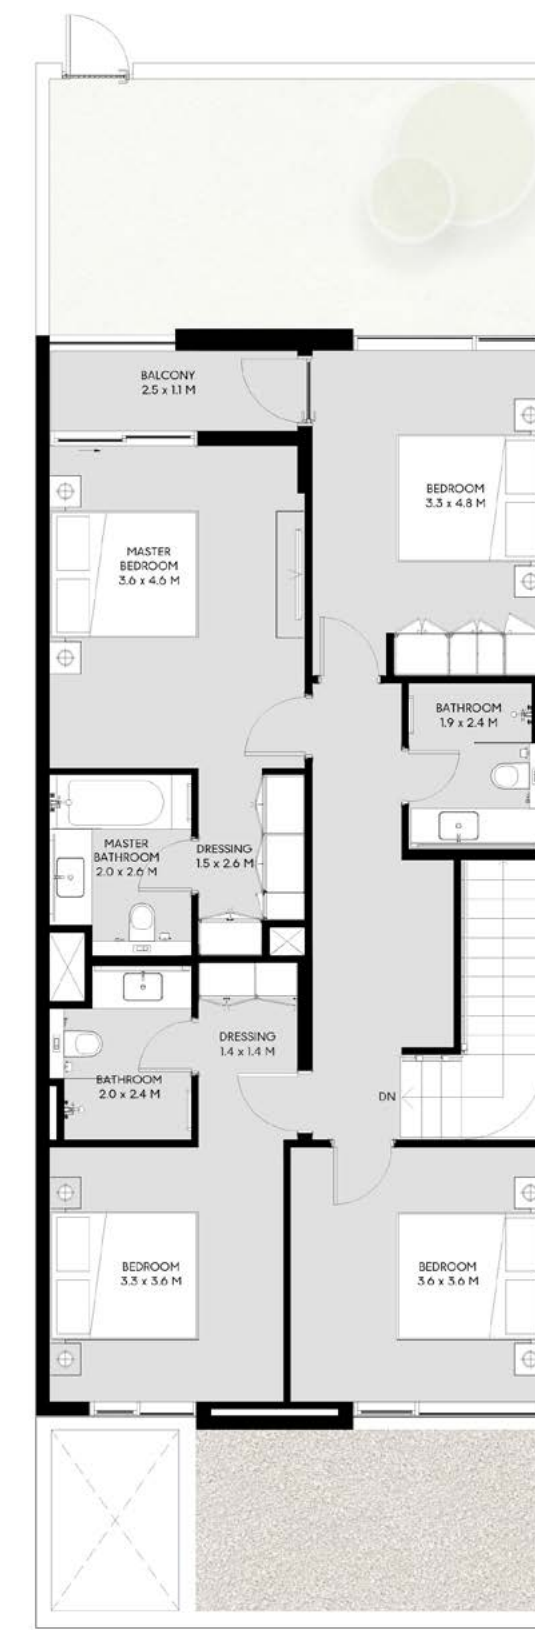 BALCONY
2.5 x 1.1 M
BEDROOM
3.3 x 4.8 M
MASTER
BEDROOM
3.6 x 4.6 M
BATHROOM
1.9 x 2.4 M
MASTER
BATHROOM
2.0 x 2.6 M
DRESSING
1.5 x 2.6 M
DRESSING
1.4 x 1.4 M
BATHROOM
2.0 x 2.4 M
DN
BEDROOM
3.3 x 3.6 M
BEDROOM
3.6 x 3.6 M